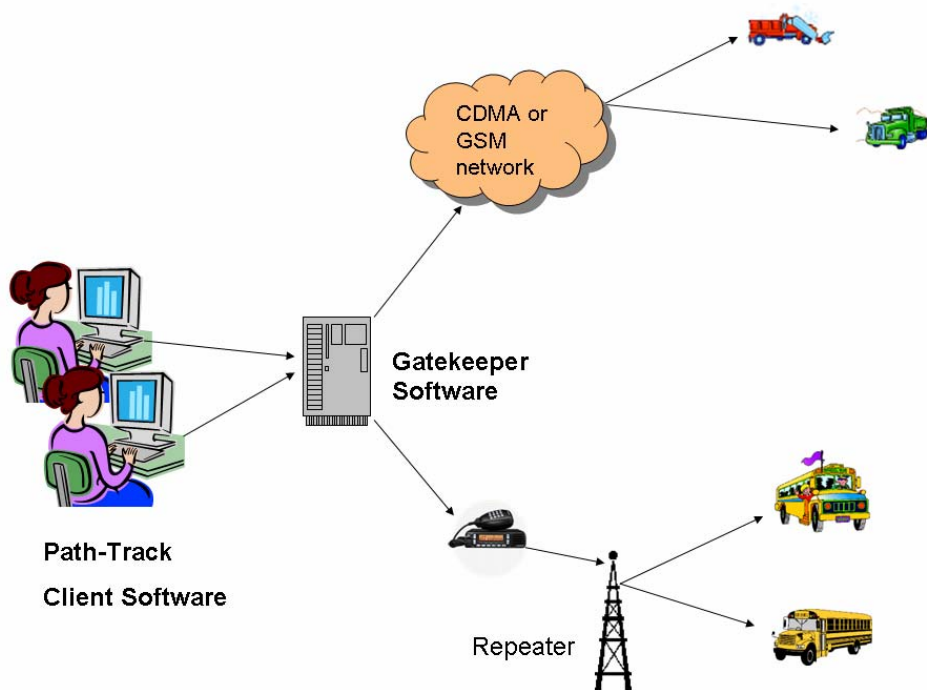 CDMA or
GSM
network
Gatekeeper
Software
Path-Track
Client Software
Repeater